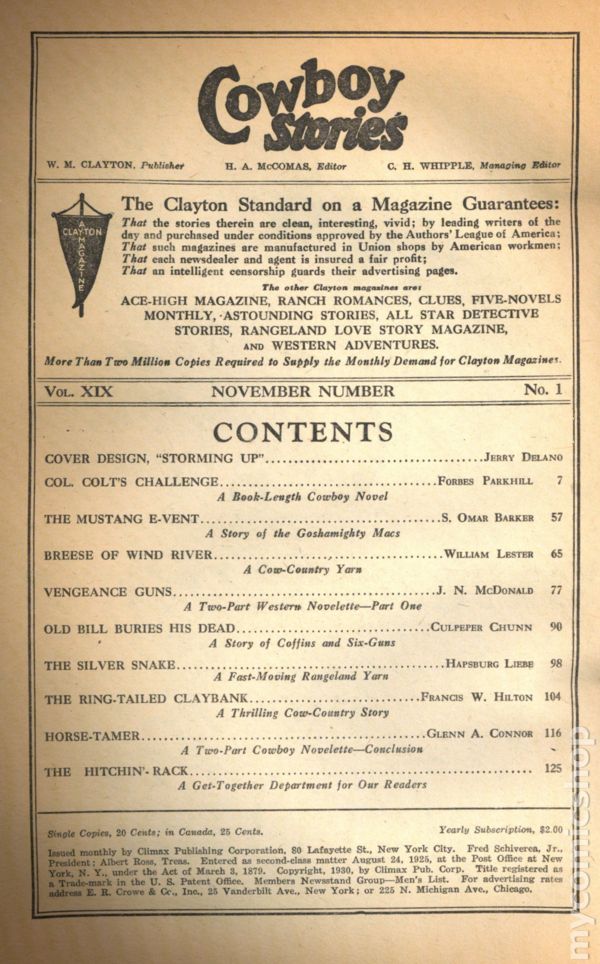 Cowboy
Stories
W. M. CLAYTON, Publisher H. A. McCOMAS, Editor C. H. WHIPPLE, Managing Editor
A
CLAYTON
MAGAZINE
The Clayton Standard on a Magazine Guarantees:
That the stories therein are clean, interesting, vivid; by leading writers of the
day and purchased under conditions approved by the Authors' League of America;
That such magazines are manufactured in Union shops by American workmen;
That each newsdealer and agent is insured a fair profit;
That an intelligent censorship guards their advertising pages.
The other Clayton magazines are:
ACE-HIGH MAGAZINE, RANCH ROMANCES, CLUES, FIVE-NOVELS
MONTHLY, ASTOUNDING STORIES, ALL STAR DETECTIVE
STORIES, RANGELAND LOVE STORY MAGAZINE,
AND WESTERN ADVENTURES.
More Than Two Million Copies Required to Supply the Monthly Demand for Clayton Magazines.
VOL. XIX NOVEMBER NUMBER No. 1
CONTENTS
COVER DESIGN, "STORMING UP"..............................JERRY DELANO
COL. COLT'S CHALLENGE..............................FORBES PARKHILL 7
A Book-Length Cowboy Novel
THE MUSTANG E-VENT..............................S. OMAR BARKER 57
A Story of the Goshamighty Macs
BREESE OF WIND RIVER..............................WILLIAM LESTER 65
A Cow-Country Yarn
VENGEANCE GUNS..............................J. N. McDONALD 77
A Two-Part Western Novelette—Part One
OLD BILL BURIES HIS DEAD..............................CULPEPER CHUNN 90
A Story of Coffins and Six-Guns
THE SILVER SNAKE..............................HAPSBURG LIEBE 98
A Fast-Moving Rangeland Yarn
THE RING-TAILED CLAYBANK..............................FRANCIS W. HILTON 104
A Thrilling Cow-Country Story
HORSE-TAMER..............................GLENN A. CONNOR 116
A Two-Part Cowboy Novelette—Conclusion
THE HITCHIN'-RACK.............................. 125
A Get-Together Department for Our Readers
Single Copies, 20 Cents; in Canada, 25 Cents. Yearly Subscription, $2.00
Issued monthly by Climax Publishing Corporation, 80 Lafayette St., New York City. Fred Schiverea, Jr.,
President; Albert Ross, Treas. Entered as second-class matter August 24, 1925, at the Post Office at New
York, N. Y., under the Act of March 3, 1879. Copyright, 1930, by Climax Pub. Corp. Title registered as
a Trade-mark in the U. S. Patent Office. Members Newsstand Group—Men's List. For advertising rates
address E. R. Crowe & Co., Inc., 25 Vanderbilt Ave., New York; or 225 N. Michigan Ave., Chicago.
mycomicshop